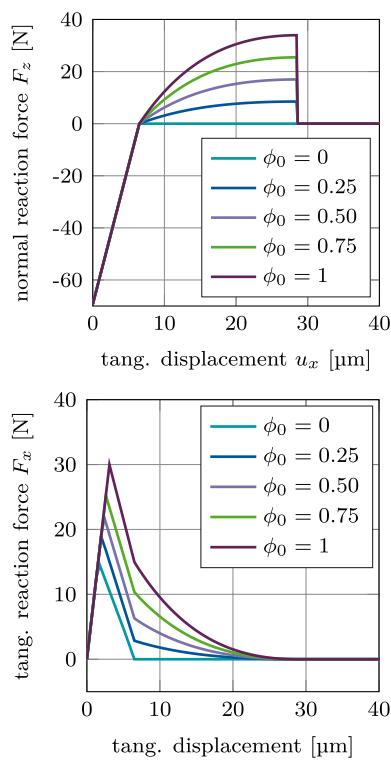 normal reaction force F_z [N]
40
20
0
-20
-40
-60
ϕ_0 = 0
ϕ_0 = 0.25
ϕ_0 = 0.50
ϕ_0 = 0.75
ϕ_0 = 1
0 10 20 30 40
tang. displacement u_x [µm]
tang. reaction force F_x [N]
40
30
20
10
0
ϕ_0 = 0
ϕ_0 = 0.25
ϕ_0 = 0.50
ϕ_0 = 0.75
ϕ_0 = 1
0 10 20 30 40
tang. displacement [µm]